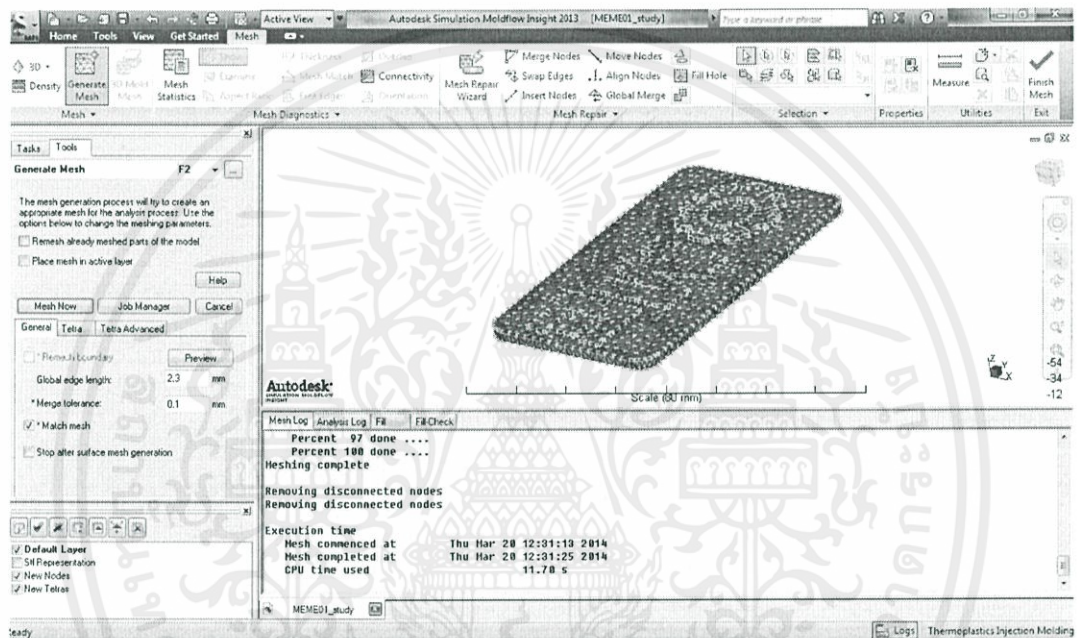 Active View
Autodesk Simulation Moldflow Insight 2013 [MEME01_study]
Type a keyword or phrase
Home Tools View Get Started Mesh
3D
Density
Generate Mesh
Mesh Statistics
Connectivity
Mesh Repair Wizard
Merge Nodes
Swap Edges
Insert Nodes
Move Nodes
Align Nodes
Global Merge
Fill Hole
Measure
Finish Mesh
Mesh
Mesh Diagnostics
Mesh Repair
Selection
Properties
Utilities
Exit
Tasks Tools
Generate Mesh F2
The mesh generation process will try to create an
appropriate mesh for the analysis process. Use the
options below to change the meshing parameters.
Remesh already meshed parts of the model
Place mesh in active layer
Help
Mesh Now Job Manager Cancel
General Tetra Tetra Advanced
* Remesh boundary Preview
Global edge length: 2.3 mm
* Merge tolerance: 0.1 mm
* Match mesh
Stop after surface mesh generation
Default Layer
Stl Representation
New Nodes
New Tetras
Autodesk
Scale (80 mm)
Z Y X
-54
-34
-12
Mesh Log Analysis Log Fill Fill Check
Percent 97 done ....
Percent 100 done ....
Meshing complete
Removing disconnected nodes
Removing disconnected nodes
Execution time
Mesh commenced at Thu Mar 20 12:31:13 2014
Mesh completed at Thu Mar 20 12:31:25 2014
CPU time used 11.70 s
MEME01_study
Logs Thermoplastics Injection Molding